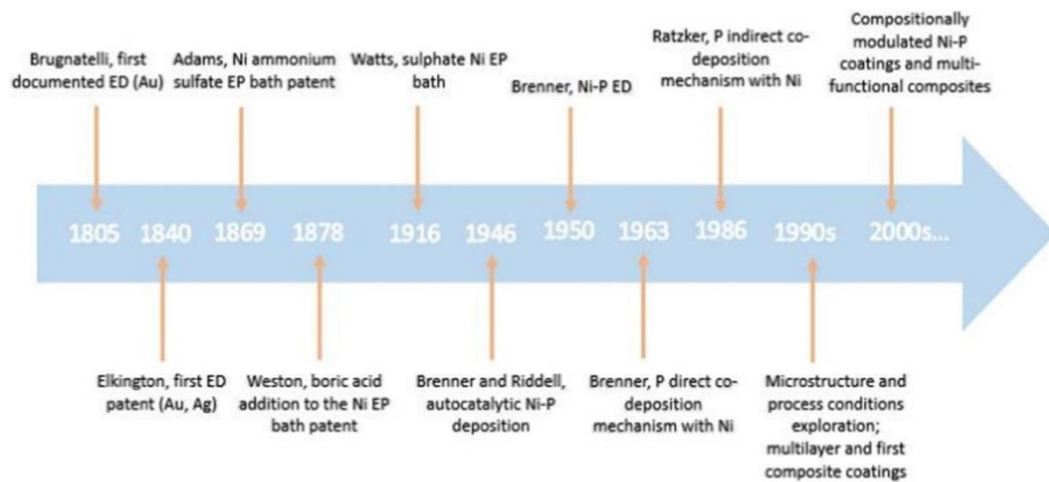 Brugnatelli, first
documented ED (Au)
Adams, Ni ammonium
sulfate EP bath patent
Watts, sulphate Ni EP
bath
Brenner, Ni-P ED
Ratzker, P indirect co-
deposition
mechanism with Ni
Compositionally
modulated Ni-P
coatings and multi-
functional composites
1805 1840 1869 1878 1916 1946 1950 1963 1986 1990s 2000s...
Elkington, first ED
patent (Au, Ag)
Weston, boric acid
addition to the Ni EP
bath patent
Brenner and Riddell,
autocatalytic Ni-P
deposition
Brenner, P direct co-
deposition
mechanism with Ni
Microstructure and
process conditions
exploration;
multilayer and first
composite coatings